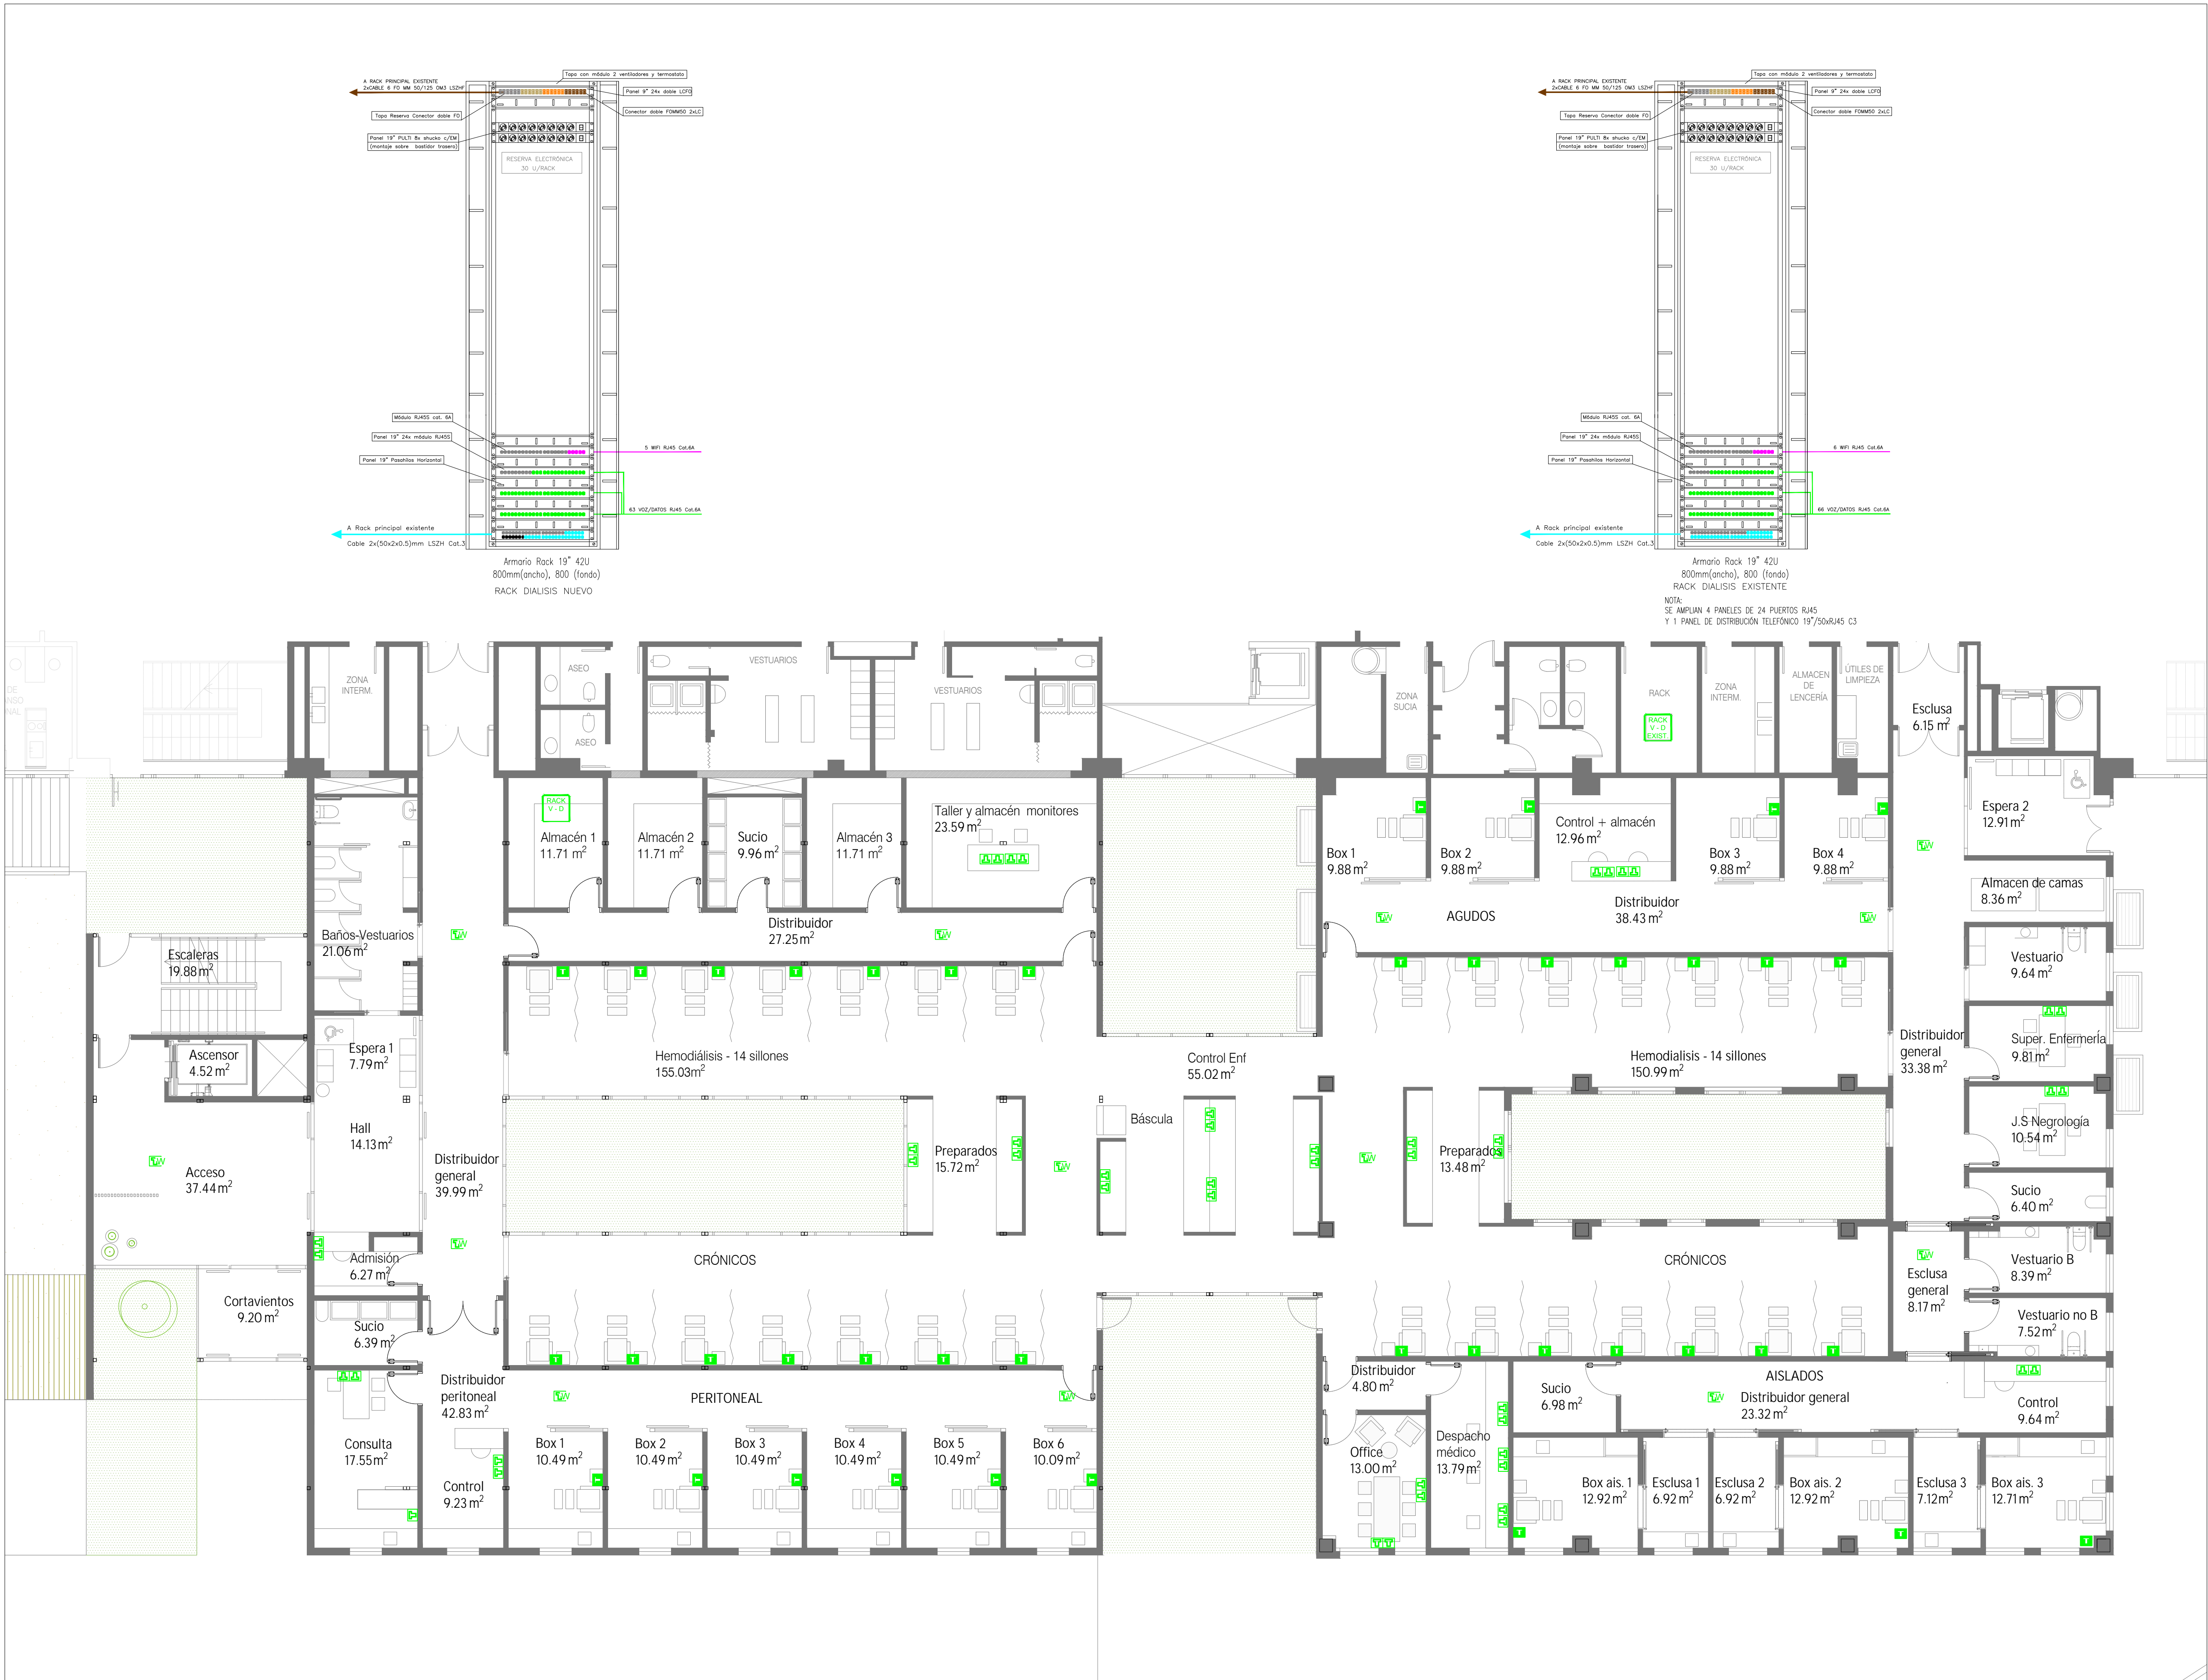 Tapa con módulo 2 ventiladores y termostato
A RACK PRINCIPAL EXISTENTE
2xCABLE 6 FO MM 50/125 OM3 LSZHF
Panel 9" 24x doble LCFO
Tapa Reserva Conector doble FO
Conector doble FOMM50 2xLC
Panel 19" PULTI 8x shucko c/EM
(montaje sobre bastidor trasero)
RESERVA ELECTRÓNICA
30 U/RACK
Módulo RJ45S cat. 6A
Panel 19" 24x módulo RJ45S
5 WIFI RJ45 Cat.6A
Panel 19" Pasahilos Horizontal
63 VOZ/DATOS RJ45 Cat.6A
A Rack principal existente
Cable 2x(50x2x0.5)mm LSZH Cat.3
Armario Rack 19" 42U
800mm(ancho), 800 (fondo)
RACK DIALISIS NUEVO
Tapa con módulo 2 ventiladores y termostato
A RACK PRINCIPAL EXISTENTE
2xCABLE 6 FO MM 50/125 OM3 LSZHF
Panel 9" 24x doble LCFO
Tapa Reserva Conector doble FO
Conector doble FOMM50 2xLC
Panel 19" PULTI 8x shucko c/EM
(montaje sobre bastidor trasero)
RESERVA ELECTRÓNICA
30 U/RACK
Módulo RJ45S cat. 6A
Panel 19" 24x módulo RJ45S
6 WIFI RJ45 Cat.6A
Panel 19" Pasahilos Horizontal
66 VOZ/DATOS RJ45 Cat.6A
A Rack principal existente
Cable 2x(50x2x0.5)mm LSZH Cat.3
Armario Rack 19" 42U
800mm(ancho), 800 (fondo)
RACK DIALISIS EXISTENTE
NOTA:
SE AMPLIAN 4 PANELES DE 24 PUERTOS RJ45
Y 1 PANEL DE DISTRIBUCIÓN TELEFÓNICO 19"/50xRJ45 C3
DE
ZONA
INTERM.
ASEO
ASEO
VESTUARIOS
VESTUARIOS
ZONA
SUCIA
RACK
RACK
V - D
EXIST.
ZONA
INTERM.
ALMACEN
DE
LENCERÍA
ÚTILES DE
LIMPIEZA
Esclusa
6.15 m²
RACK
V - D
Almacén 1
11.71 m²
Almacén 2
11.71 m²
Sucio
9.96 m²
Almacén 3
11.71 m²
Taller y almacén monitores
23.59 m²
Box 1
9.88 m²
Box 2
9.88 m²
Control + almacén
12.96 m²
Box 3
9.88 m²
Box 4
9.88 m²
Espera 2
12.91 m²
Almacen de camas
8.36 m²
Baños-Vestuarios
21.06 m²
Distribuidor
27.25 m²
AGUDOS
Distribuidor
38.43 m²
Escaleras
19.88 m²
Vestuario
9.64 m²
Ascensor
4.52 m²
Espera 1
7.79 m²
Hemodiálisis - 14 sillones
155.03m²
Control Enf
55.02 m²
Hemodialisis - 14 sillones
150.99 m²
Distribuidor
general
33.38 m²
Super. Enfermería
9.81 m²
Hall
14.13 m²
Báscula
J.S Negrología
10.54 m²
Acceso
37.44 m²
Distribuidor
general
39.99 m²
Preparados
15.72 m²
Preparados
13.48 m²
Sucio
6.40 m²
Admisión
6.27 m²
CRÓNICOS
CRÓNICOS
Esclusa
general
8.17 m²
Vestuario B
8.39 m²
Cortavientos
9.20 m²
Sucio
6.39 m²
Vestuario no B
7.52 m²
Distribuidor
peritoneal
42.83 m²
PERITONEAL
Distribuidor
4.80 m²
Sucio
6.98 m²
AISLADOS
Distribuidor general
23.32 m²
Control
9.64 m²
Consulta
17.55 m²
Control
9.23 m²
Box 1
10.49 m²
Box 2
10.49 m²
Box 3
10.49 m²
Box 4
10.49 m²
Box 5
10.49 m²
Box 6
10.09 m²
Office
13.00 m²
Despacho
médico
13.79 m²
Box ais. 1
12.92 m²
Esclusa 1
6.92 m²
Esclusa 2
6.92 m²
Box ais. 2
12.92 m²
Esclusa 3
7.12 m²
Box ais. 3
12.71 m²